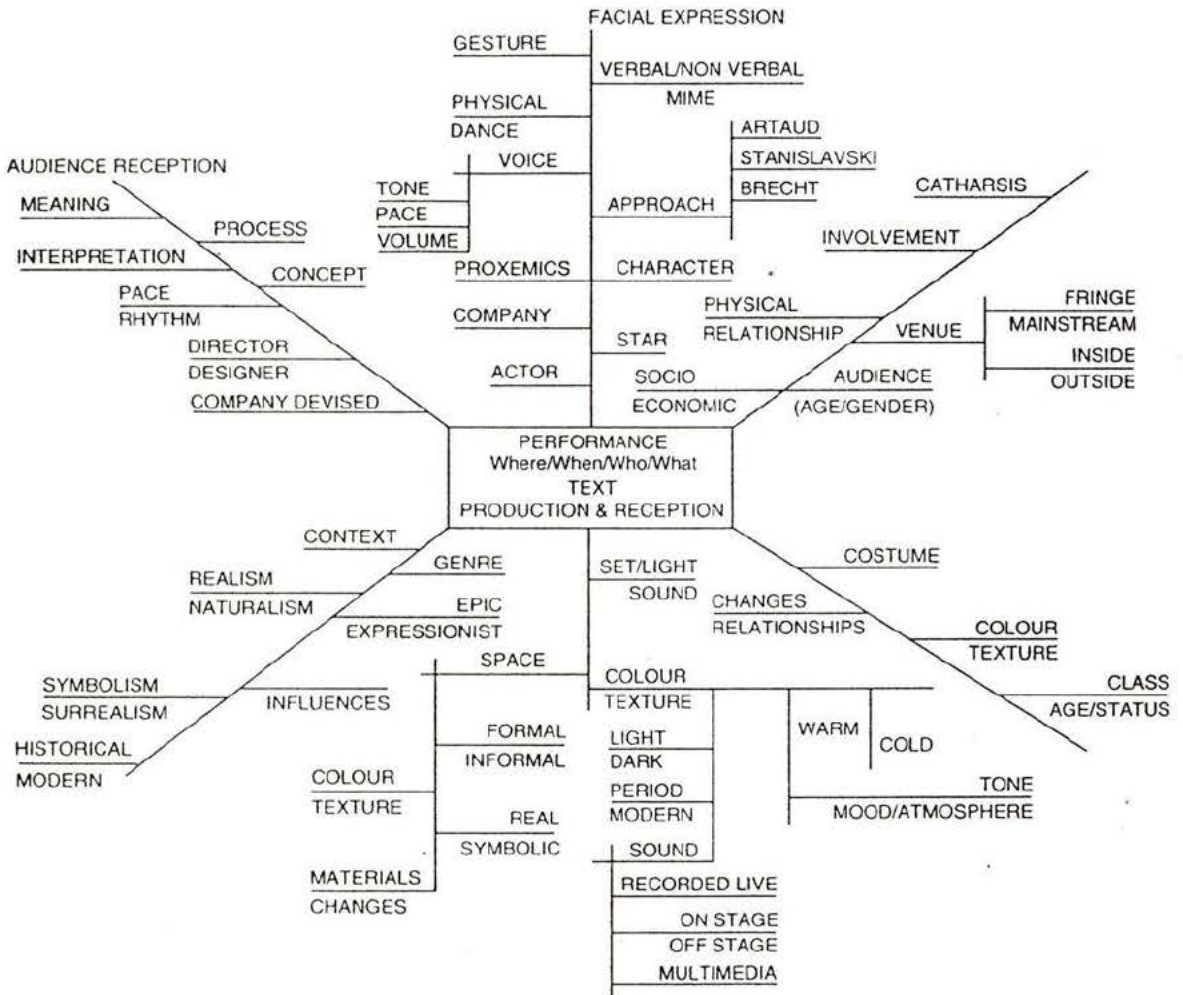 FACIAL EXPRESSION
GESTURE
VERBAL/NON VERBAL
MIME
PHYSICAL
DANCE
VOICE
TONE
PACE
VOLUME
ARTAUD
STANISLAVSKI
BRECHT
APPROACH
PROXEMICS
CHARACTER
COMPANY
STAR
ACTOR
AUDIENCE RECEPTION
MEANING
PROCESS
INTERPRETATION
CONCEPT
PACE
RHYTHM
DIRECTOR
DESIGNER
COMPANY DEVISED
CATHARSIS
INVOLVEMENT
PHYSICAL
RELATIONSHIP
VENUE
FRINGE
MAINSTREAM
INSIDE
OUTSIDE
SOCIO
ECONOMIC
AUDIENCE
(AGE/GENDER)
PERFORMANCE
Where/When/Who/What
TEXT
PRODUCTION & RECEPTION
CONTEXT
GENRE
REALISM
NATURALISM
EPIC
EXPRESSIONIST
INFLUENCES
SYMBOLISM
SURREALISM
HISTORICAL
MODERN
SET/LIGHT
SOUND
SPACE
FORMAL
INFORMAL
COLOUR
TEXTURE
REAL
SYMBOLIC
MATERIALS
CHANGES
COLOUR
TEXTURE
LIGHT
DARK
PERIOD
MODERN
SOUND
RECORDED LIVE
ON STAGE
OFF STAGE
MULTIMEDIA
WARM
COLD
TONE
MOOD/ATMOSPHERE
COSTUME
CHANGES
RELATIONSHIPS
COLOUR
TEXTURE
CLASS
AGE/STATUS